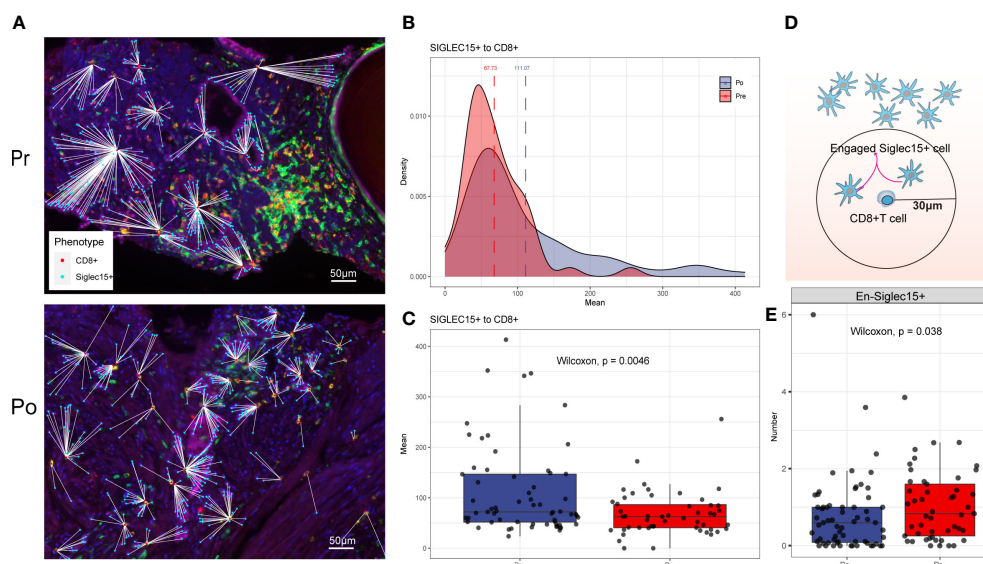 A
Pr
Phenotype
CD8+
Siglec15+
50μm
Po
50μm
B
SIGLEC15+ to CD8+
67.73
111.07
Po
Pre
Density
0.010
0.005
0.000
0
100
200
300
400
Mean
C
SIGLEC15+ to CD8+
Wilcoxon, p = 0.0046
Mean
400
300
200
100
0
D
Engaged Siglec15+ cell
CD8+T cell
30μm
E
En-Siglec15+
Wilcoxon, p = 0.038
Number
6
4
2
0